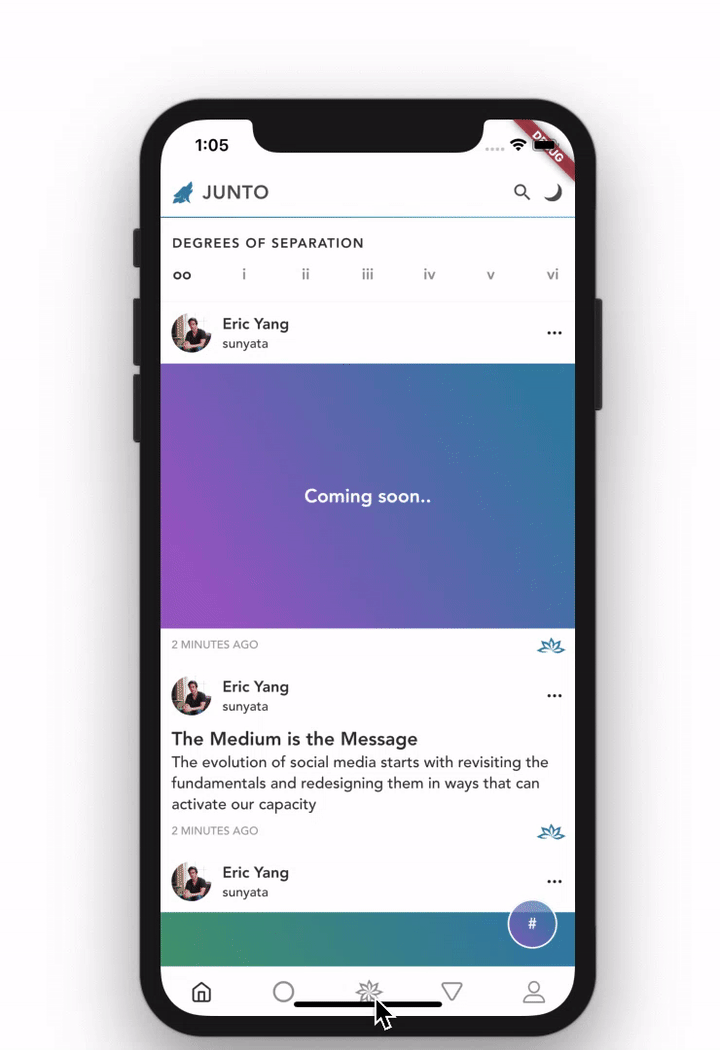 1:05
DEBUG
JUNTO
DEGREES OF SEPARATION
oo i ii iii iv v vi
Eric Yang
sunyata
Coming soon..
2 MINUTES AGO
Eric Yang
sunyata
The Medium is the Message
The evolution of social media starts with revisiting the
fundamentals and redesigning them in ways that can
activate our capacity
2 MINUTES AGO
Eric Yang
sunyata
#